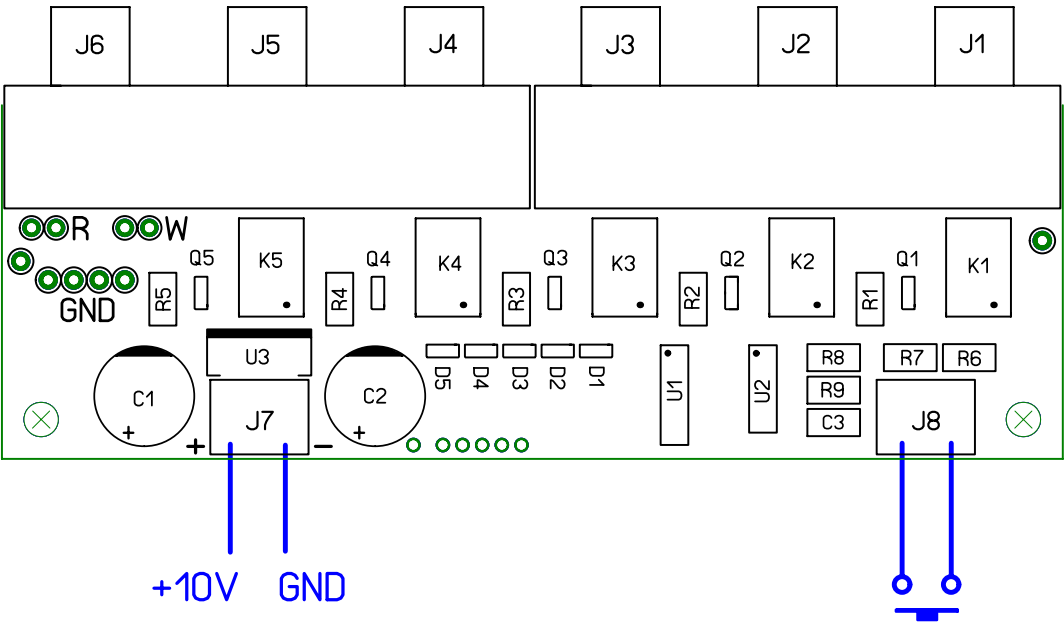 J6 J5 J4 J3 J2 J1
R W
Q5 K5 Q4 K4 Q3 K3 Q2 K2 Q1 K1
GND R5 R4 R3 R2 R1
U3 R8 R7 R6
C1 C2 D5 D4 D3 D2 D1 U1 U2 R9
J7 C3 J8
+ + + −
+10V GND